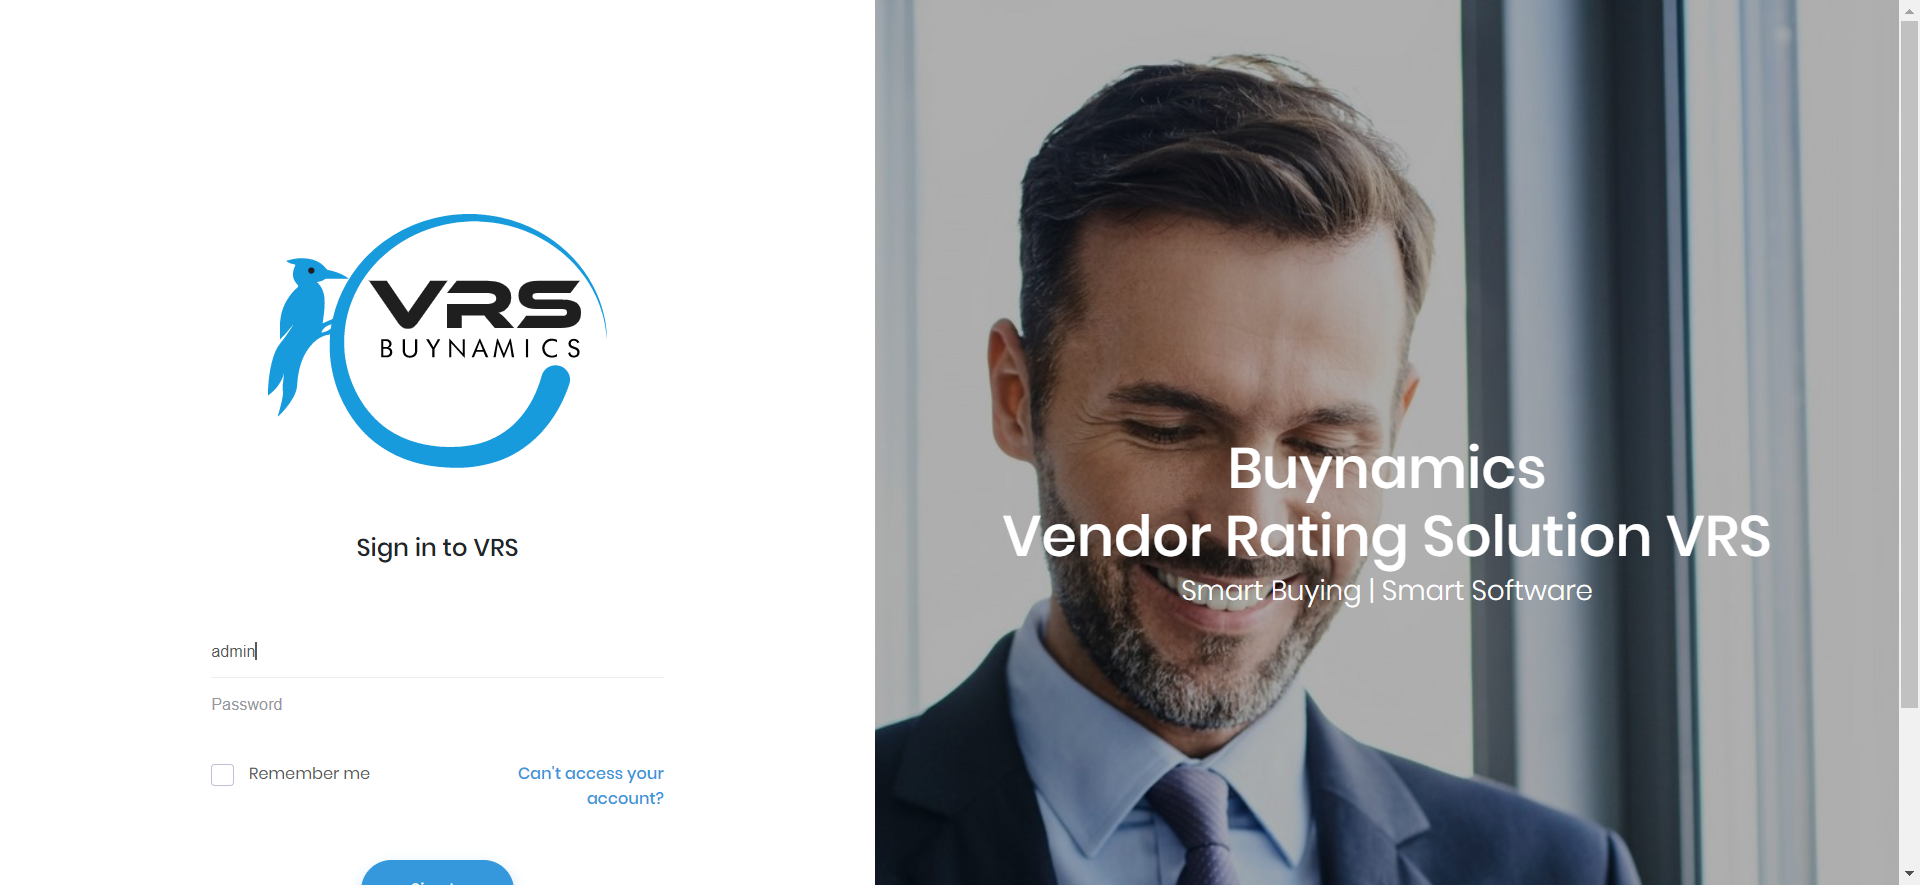 VRS
BUYNAMICS
Sign in to VRS
admin
Password
Remember me
Can't access your
account?
Buynamics
Vendor Rating Solution VRS
Smart Buying | Smart Software